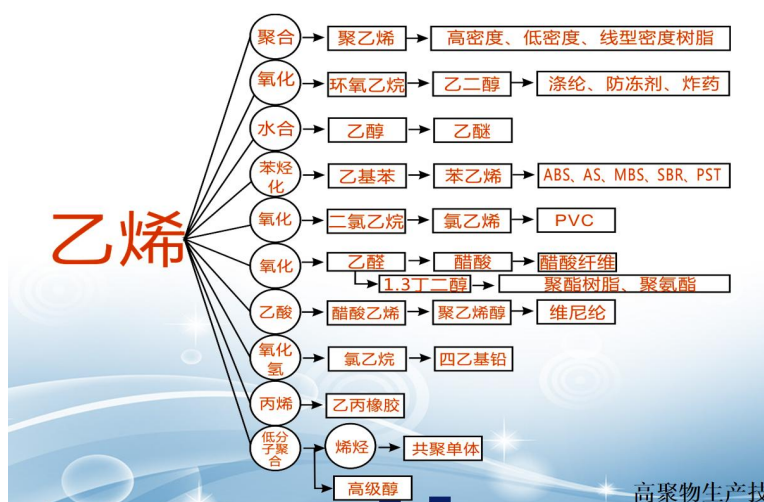 乙烯
聚合 聚乙烯 高密度、低密度、线型密度树脂
氧化 环氧乙烷 乙二醇 涤纶、防冻剂、炸药
水合 乙醇 乙醚
苯烃化 乙基苯 苯乙烯 ABS、AS、MBS、SBR、PST
氧化 二氯乙烷 氯乙烯 PVC
氧化 乙醛 醋酸 醋酸纤维
1.3丁二醇 聚酯树脂、聚氨酯
乙酸 醋酸乙烯 聚乙烯醇 维尼纶
氧化氢 氯乙烷 四乙基铅
丙烯 乙丙橡胶
低分子聚合 烯烃 共聚单体
高级醇
高聚物生产技